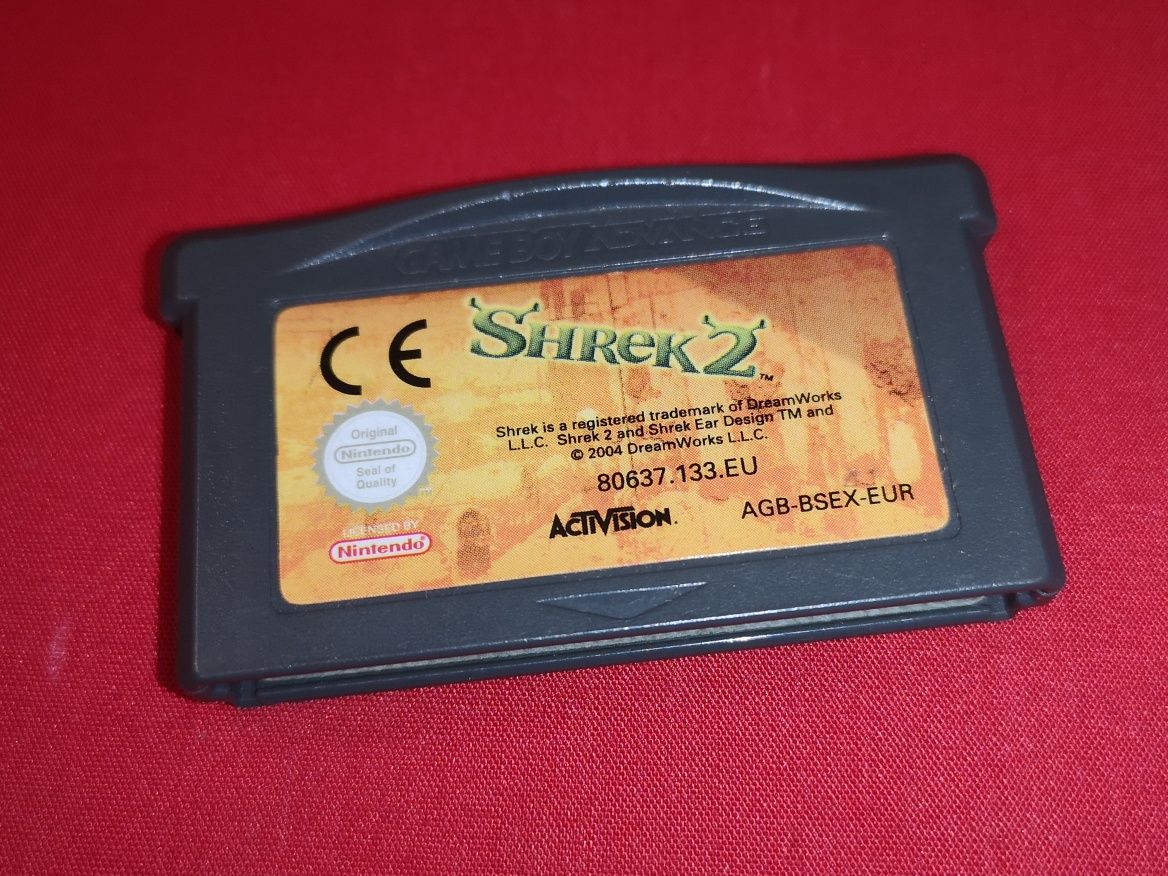 GAME BOY ADVANCE
CE
SHREK 2™
Original
Nintendo
Seal of
Quality
LICENSED BY
Nintendo®
Shrek is a registered trademark of DreamWorks
L.L.C. Shrek 2 and Shrek Ear Design TM and
© 2004 DreamWorks L.L.C.
80637.133.EU
ACTIVISION.
AGB-BSEX-EUR